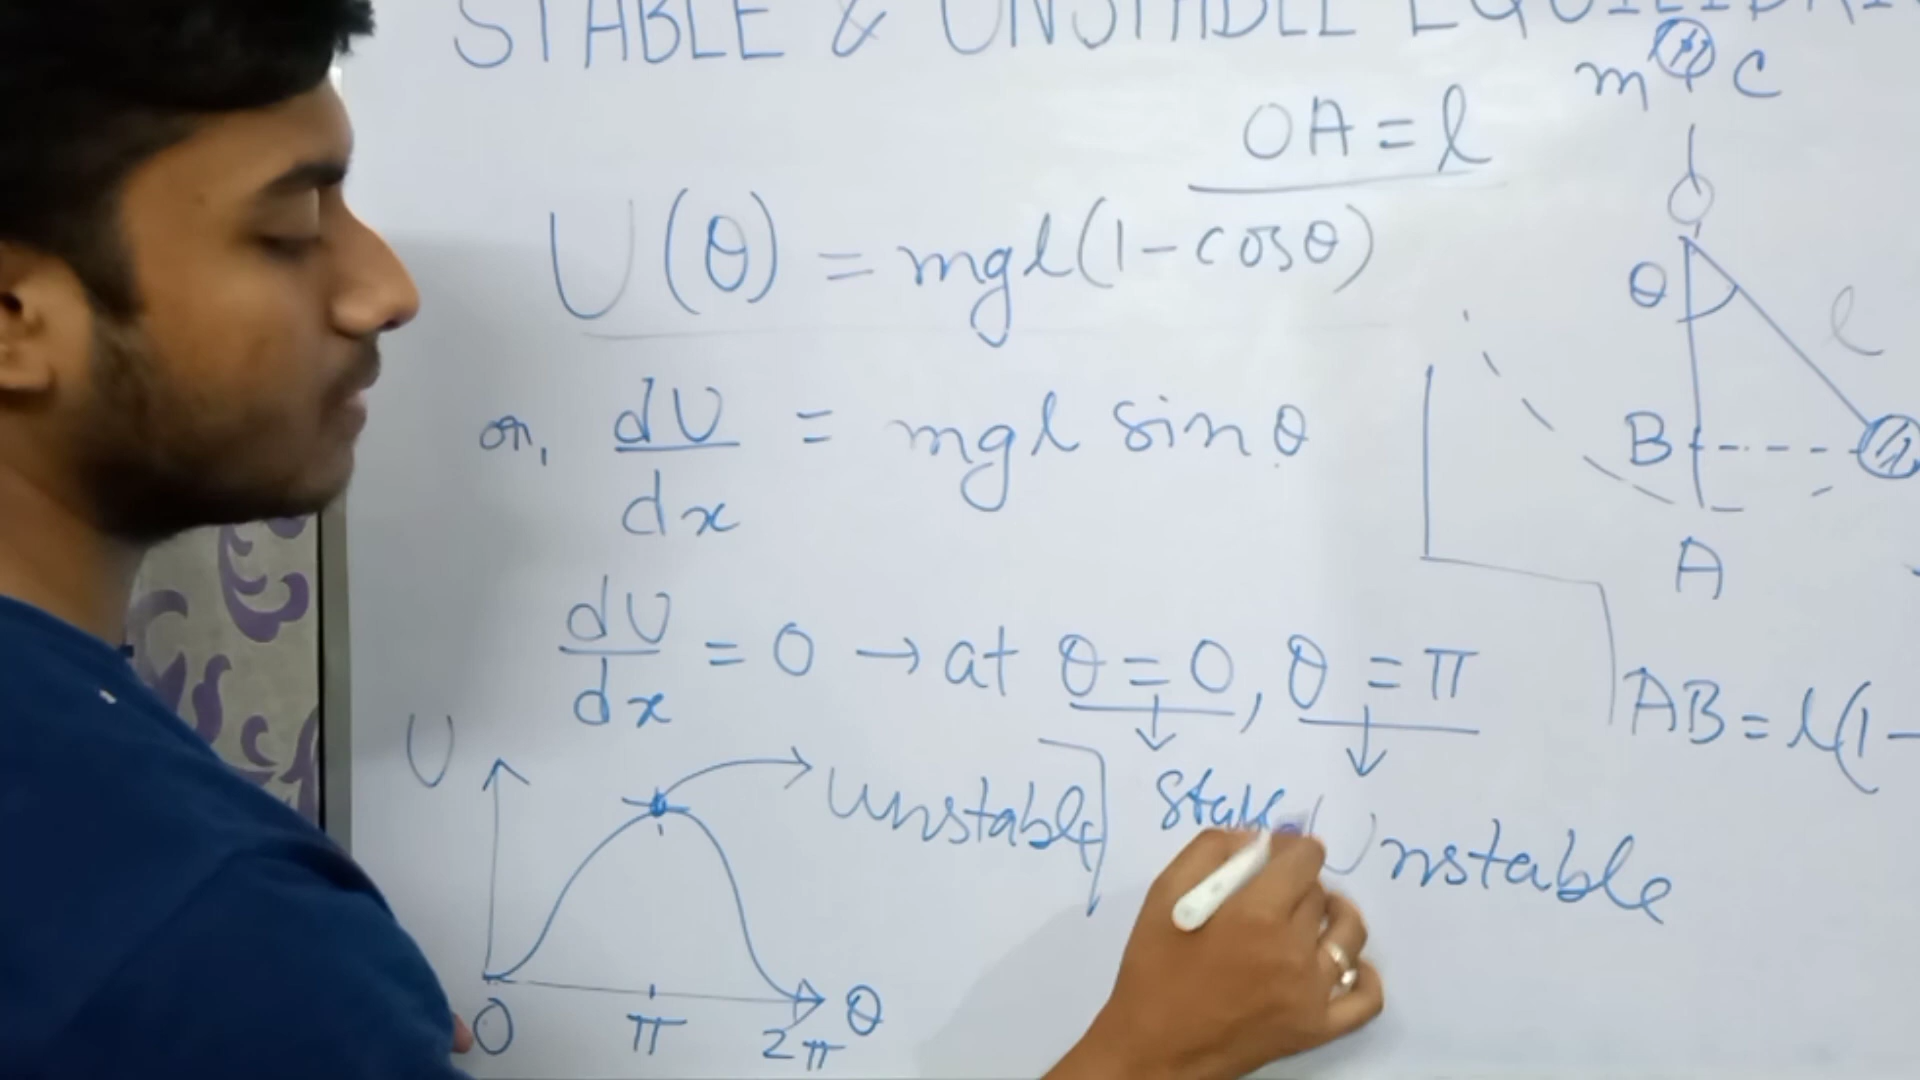 STABLE & UNSTABLE EQUILIBRI
m C
OA = l
O
U(θ) = mgl(1-cosθ)
θ
l
or, dU/dx = mgl sinθ
B
A
dU/dx = 0 → at θ = 0, θ = π
AB = l(1-
U
Unstable
Unstable
0 π 2π θ